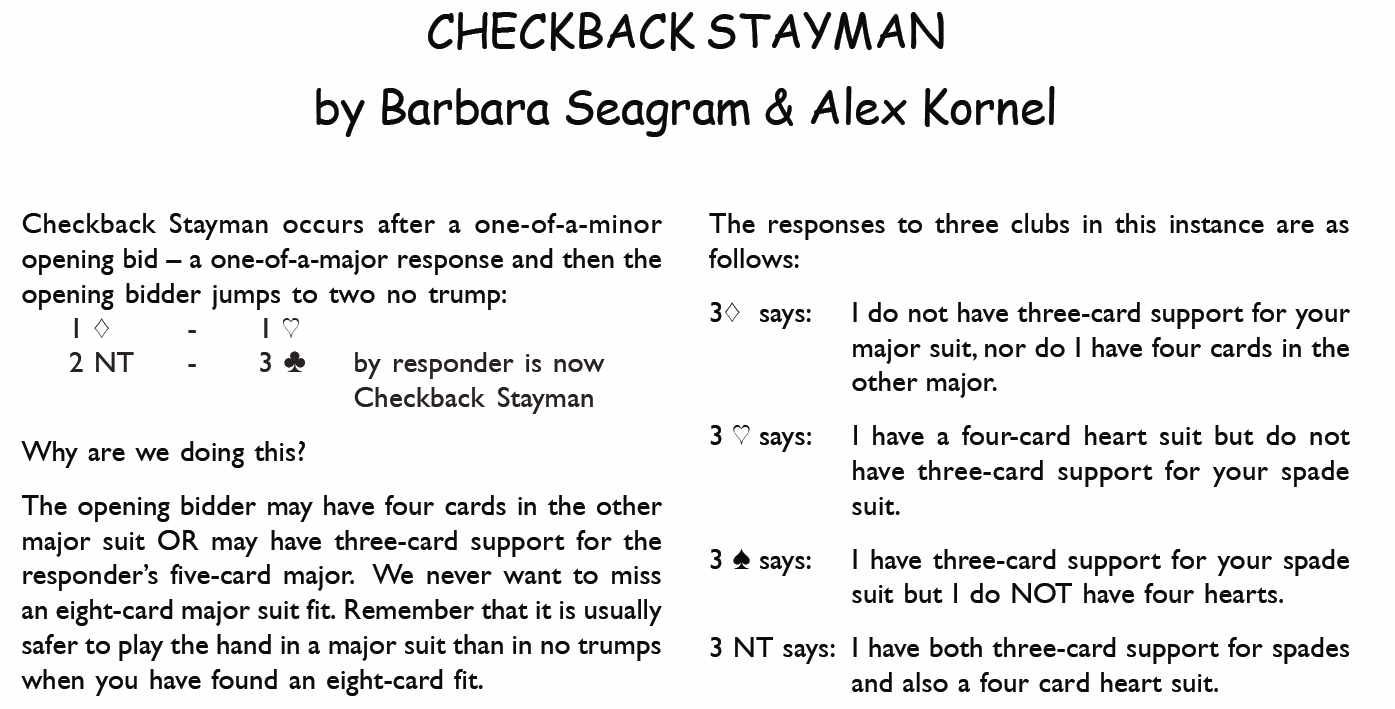 CHECKBACK STAYMAN
by Barbara Seagram & Alex Kornel
Checkback Stayman occurs after a one-of-a-minor
opening bid – a one-of-a-major response and then the
opening bidder jumps to two no trump:
1 ♢ - 1 ♡
2 NT - 3 ♣ by responder is now
Checkback Stayman
Why are we doing this?
The opening bidder may have four cards in the other
major suit OR may have three-card support for the
responder's five-card major. We never want to miss
an eight-card major suit fit. Remember that it is usually
safer to play the hand in a major suit than in no trumps
when you have found an eight-card fit.
The responses to three clubs in this instance are as
follows:
3♢ says: I do not have three-card support for your
major suit, nor do I have four cards in the
other major.
3 ♡ says: I have a four-card heart suit but do not
have three-card support for your spade
suit.
3 ♠ says: I have three-card support for your spade
suit but I do NOT have four hearts.
3 NT says: I have both three-card support for spades
and also a four card heart suit.